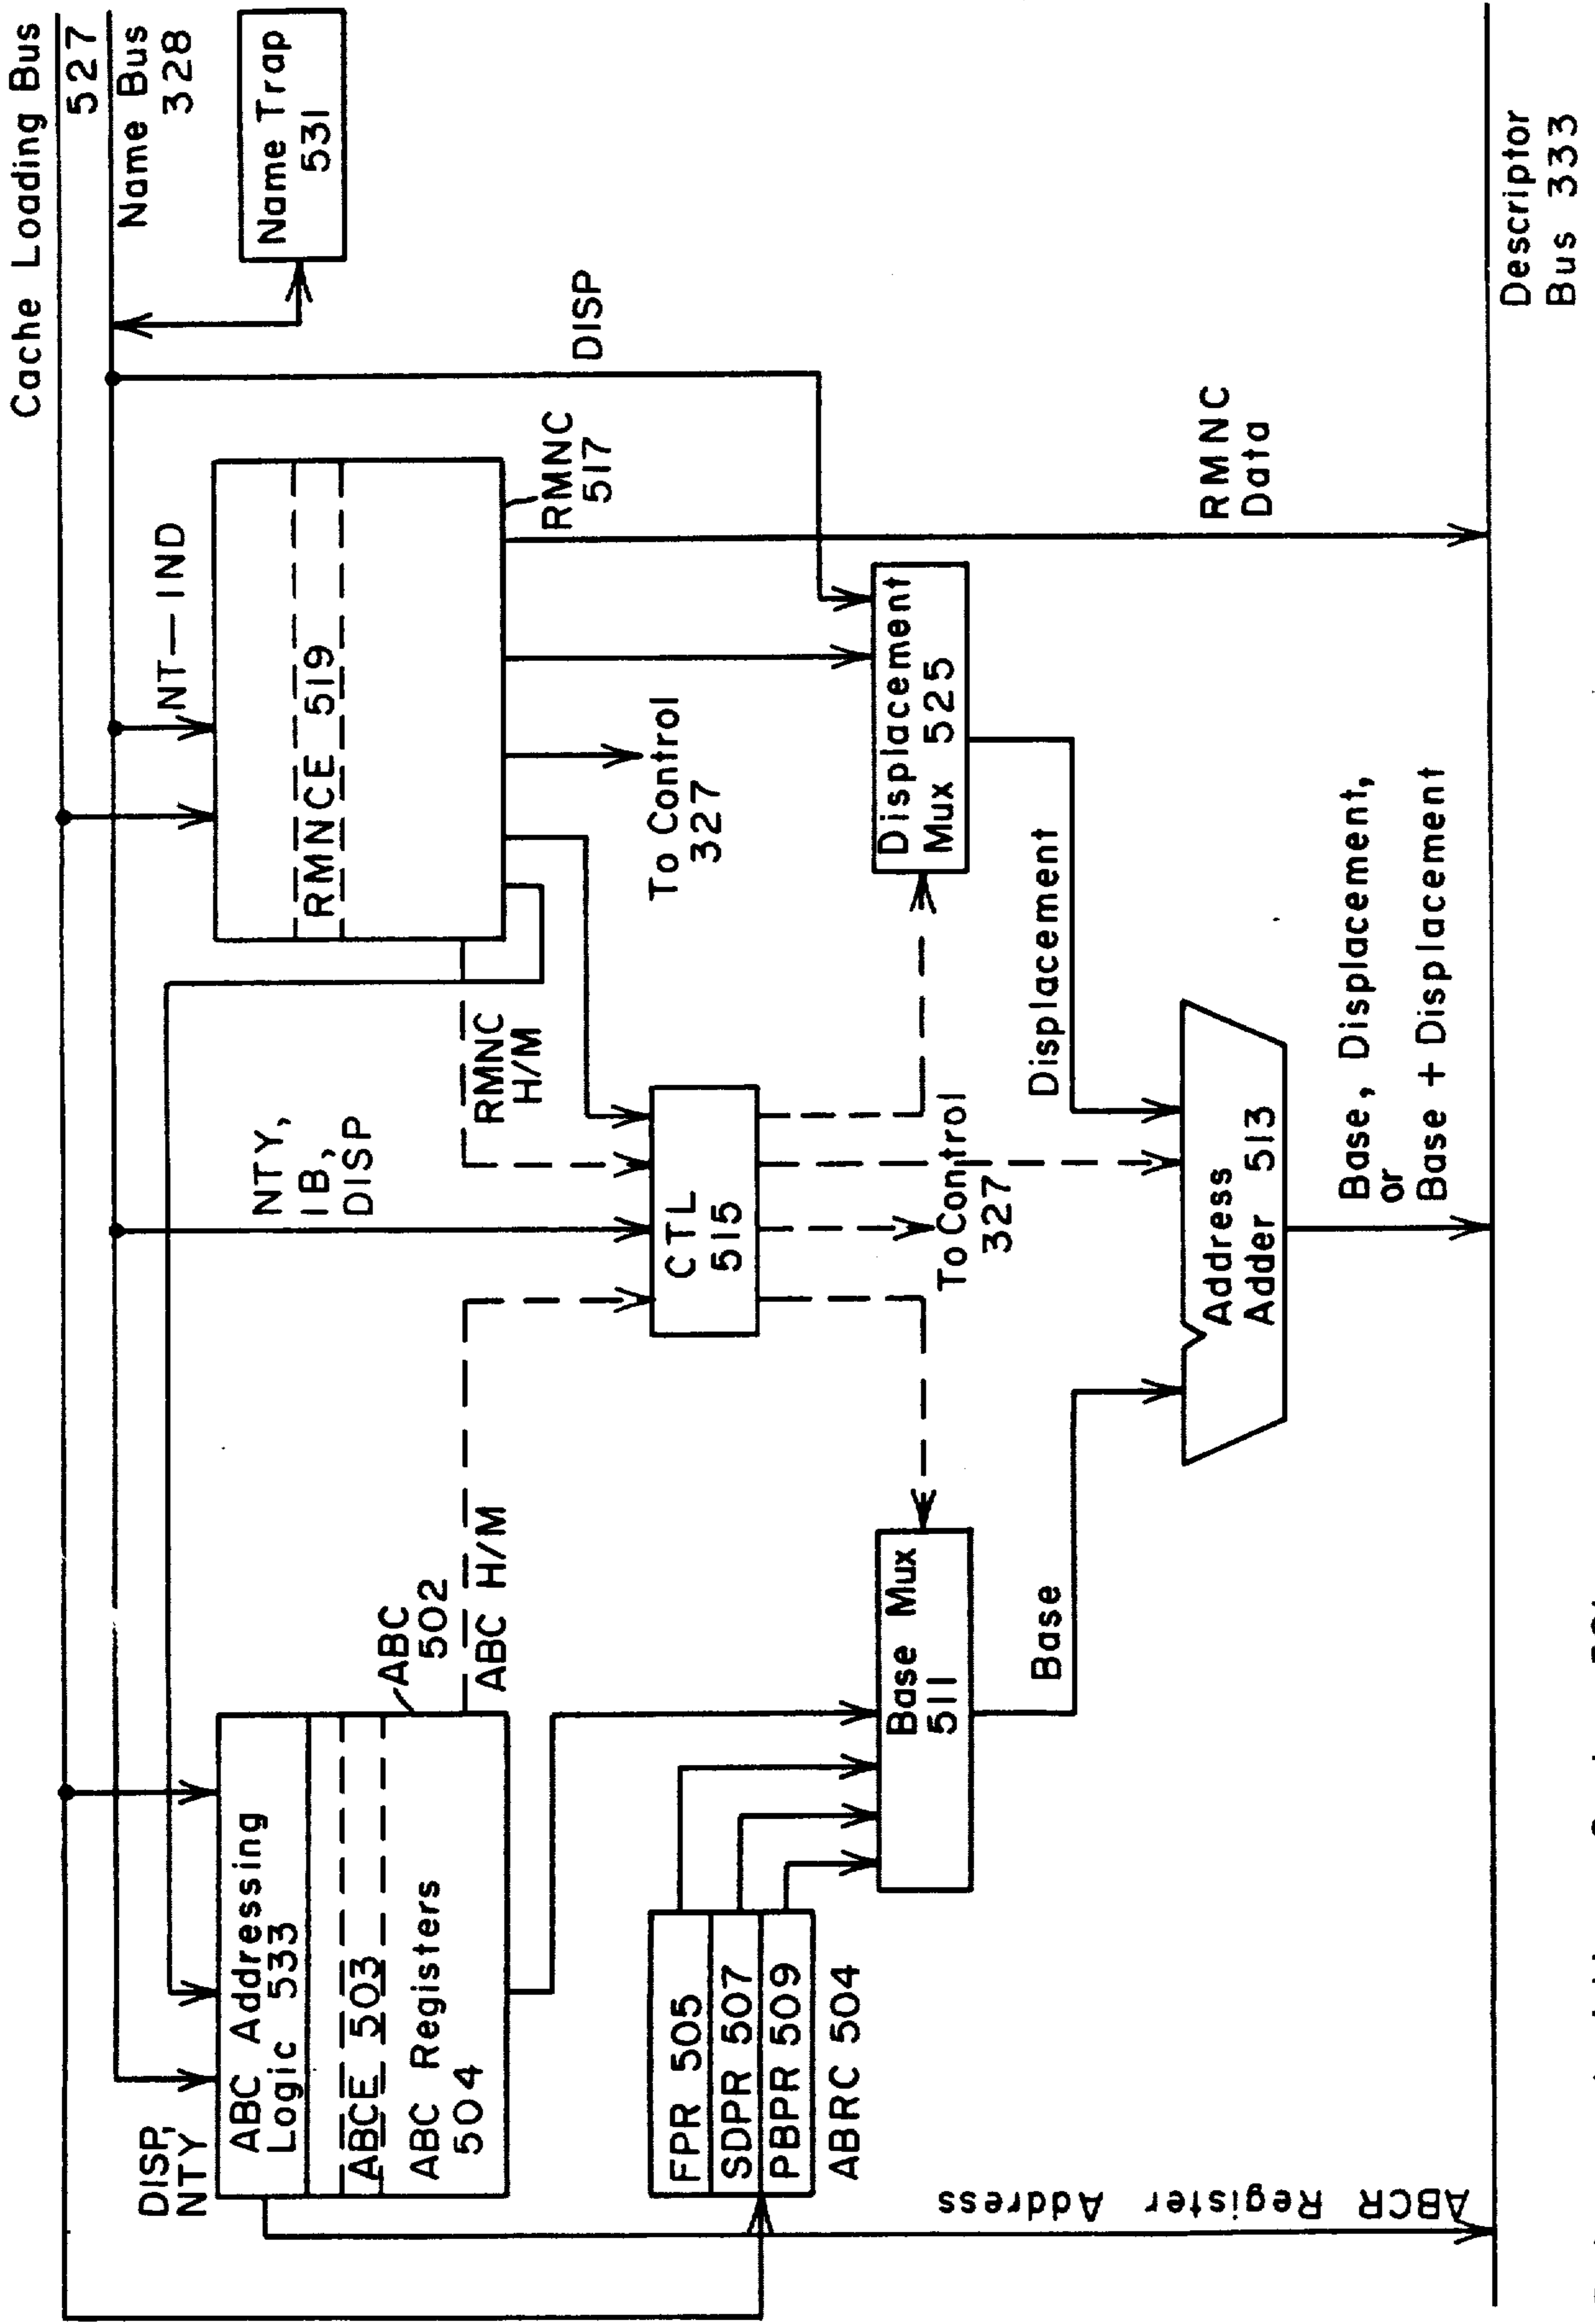 Cache Loading Bus
527
Name Bus
328
Name Trap
531
NT—IND
DISP
RMNCE 519
RMNC
517
NTY,
IB,
DISP
RMNC
H/M
To Control
327
DISP,
NTY
ABC Addressing
Logic 533
ABCE 503
ABC Registers
504
ABC
502
ABC H/M
CTL
515
To Control
327
Displacement
Mux 525
RMNC
Data
FPR 505
SDPR 507
PBPR 509
ABRC 504
Base Mux
511
Base
Displacement
Address
Adder 513
Base, Displacement,
or
Base + Displacement
ABCR Register Address
Descriptor
Bus 333